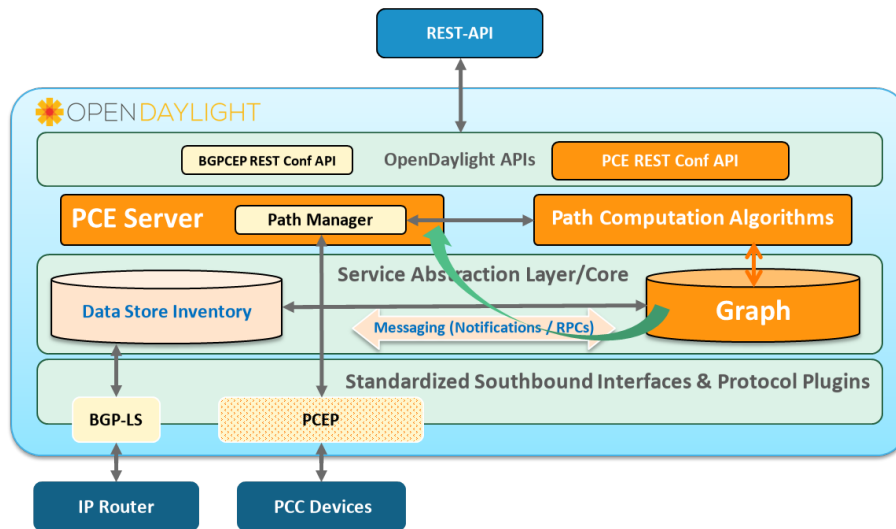 REST-API
OPENDAYLIGHT
BGPCEP REST Conf API
OpenDaylight APIs
PCE REST Conf API
PCE Server
Path Manager
Path Computation Algorithms
Service Abstraction Layer/Core
Data Store Inventory
Graph
Messaging (Notifications / RPCs)
Standardized Southbound Interfaces & Protocol Plugins
BGP-LS
PCEP
IP Router
PCC Devices